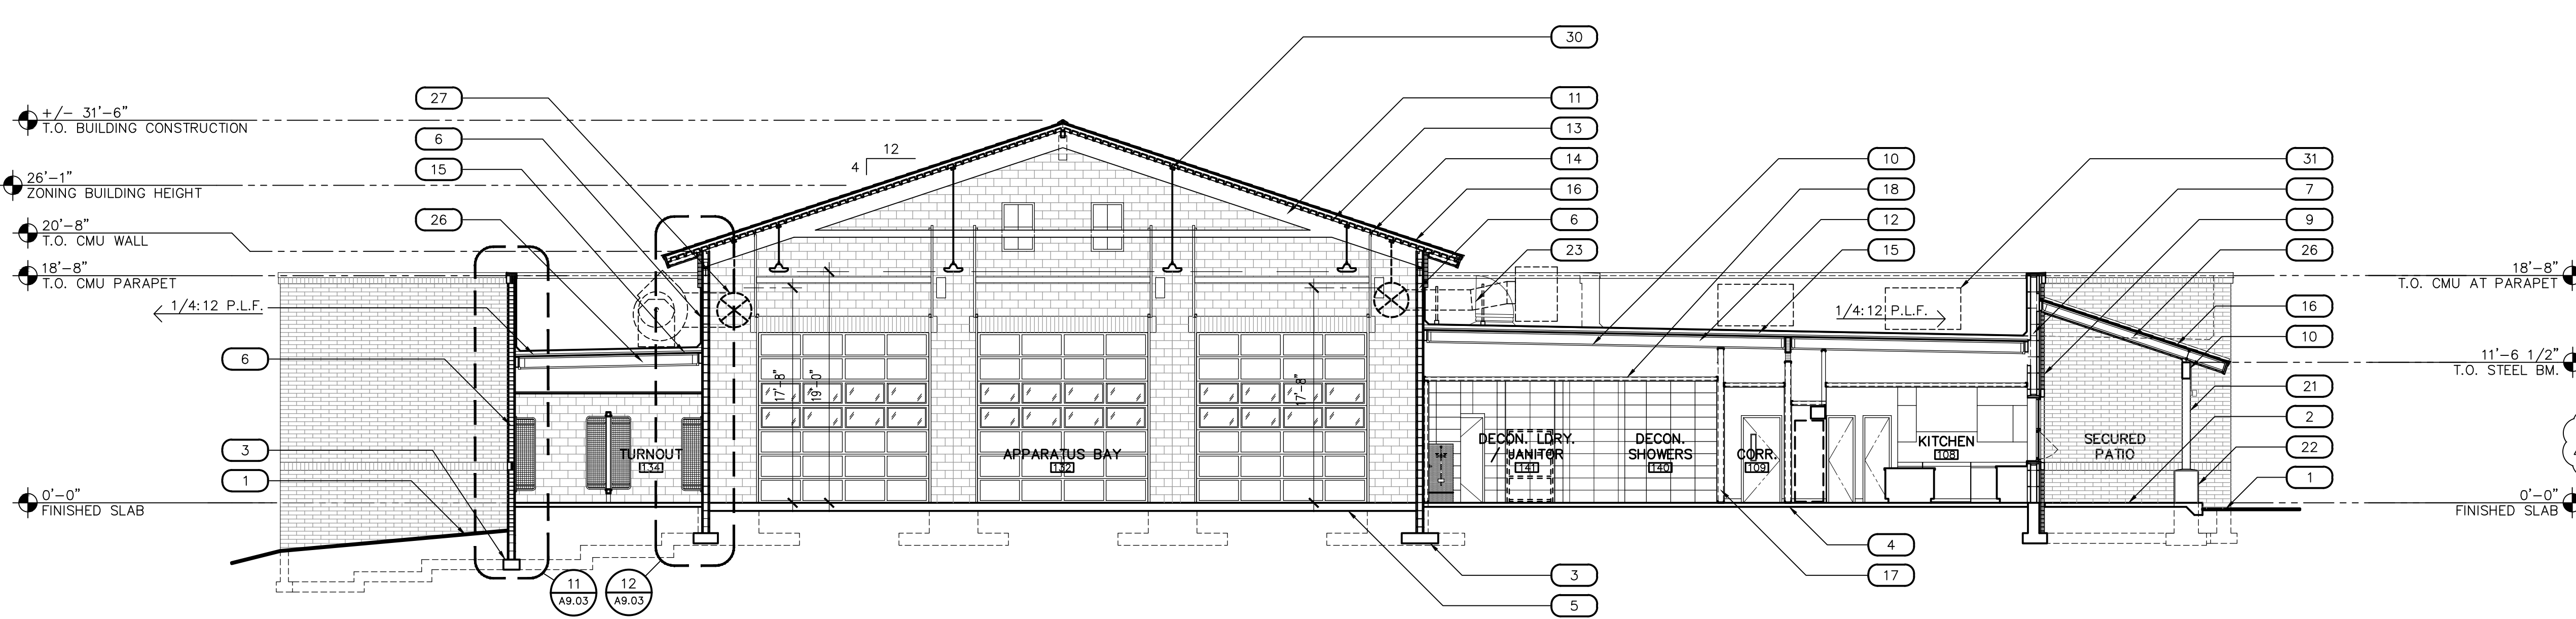 30
27
11
+/- 31'-6"
T.O. BUILDING CONSTRUCTION
13
6
12
4
14
10
31
15
26'-1"
ZONING BUILDING HEIGHT
16
18
7
26
20'-8"
T.O. CMU WALL
6
12
9
23
15
26
18'-8"
T.O. CMU PARAPET
18'-8"
T.O. CMU AT PARAPET
1/4:12 P.L.F.
1/4:12 P.L.F.
16
10
6
11'-6 1/2"
T.O. STEEL BM.
17'-8"
19'-0"
17'-8"
21
2
3
TURNOUT
134
APPARATUS BAY
132
DECON. LDRY.
/ JANITOR
141
DECON.
SHOWERS
140
CORR.
109
KITCHEN
108
SECURED
PATIO
22
1
1
0'-0"
FINISHED SLAB
0'-0"
FINISHED SLAB
4
11
A9.03
12
A9.03
3
17
5